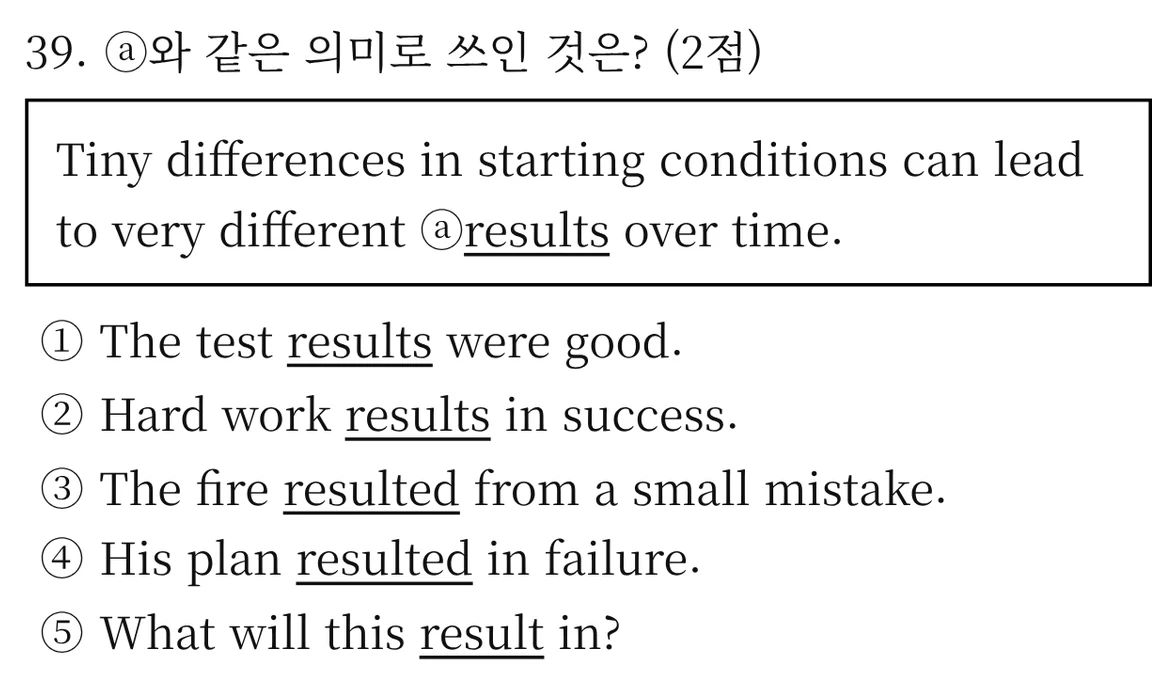 39. ⓐ와 같은 의미로 쓰인 것은? (2점)
Tiny differences in starting conditions can lead
to very different ⓐresults over time.
① The test results were good.
② Hard work results in success.
③ The fire resulted from a small mistake.
④ His plan resulted in failure.
⑤ What will this result in?